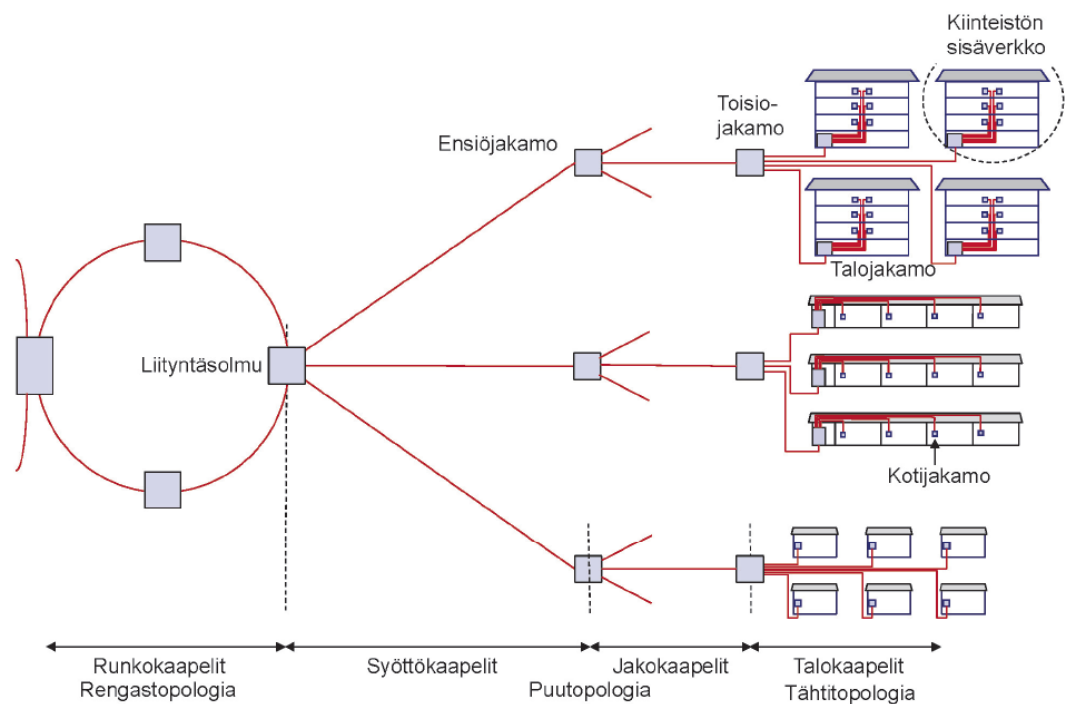 Kiinteistön
sisäverkko
Toisio-
jakamo
Ensiöjakamo
Talojakamo
Liityntäsolmu
Kotijakamo
Runkokaapelit
Rengastopologia
Syöttökaapelit
Jakokaapelit
Puutopologia
Talokaapelit
Tähtitopologia